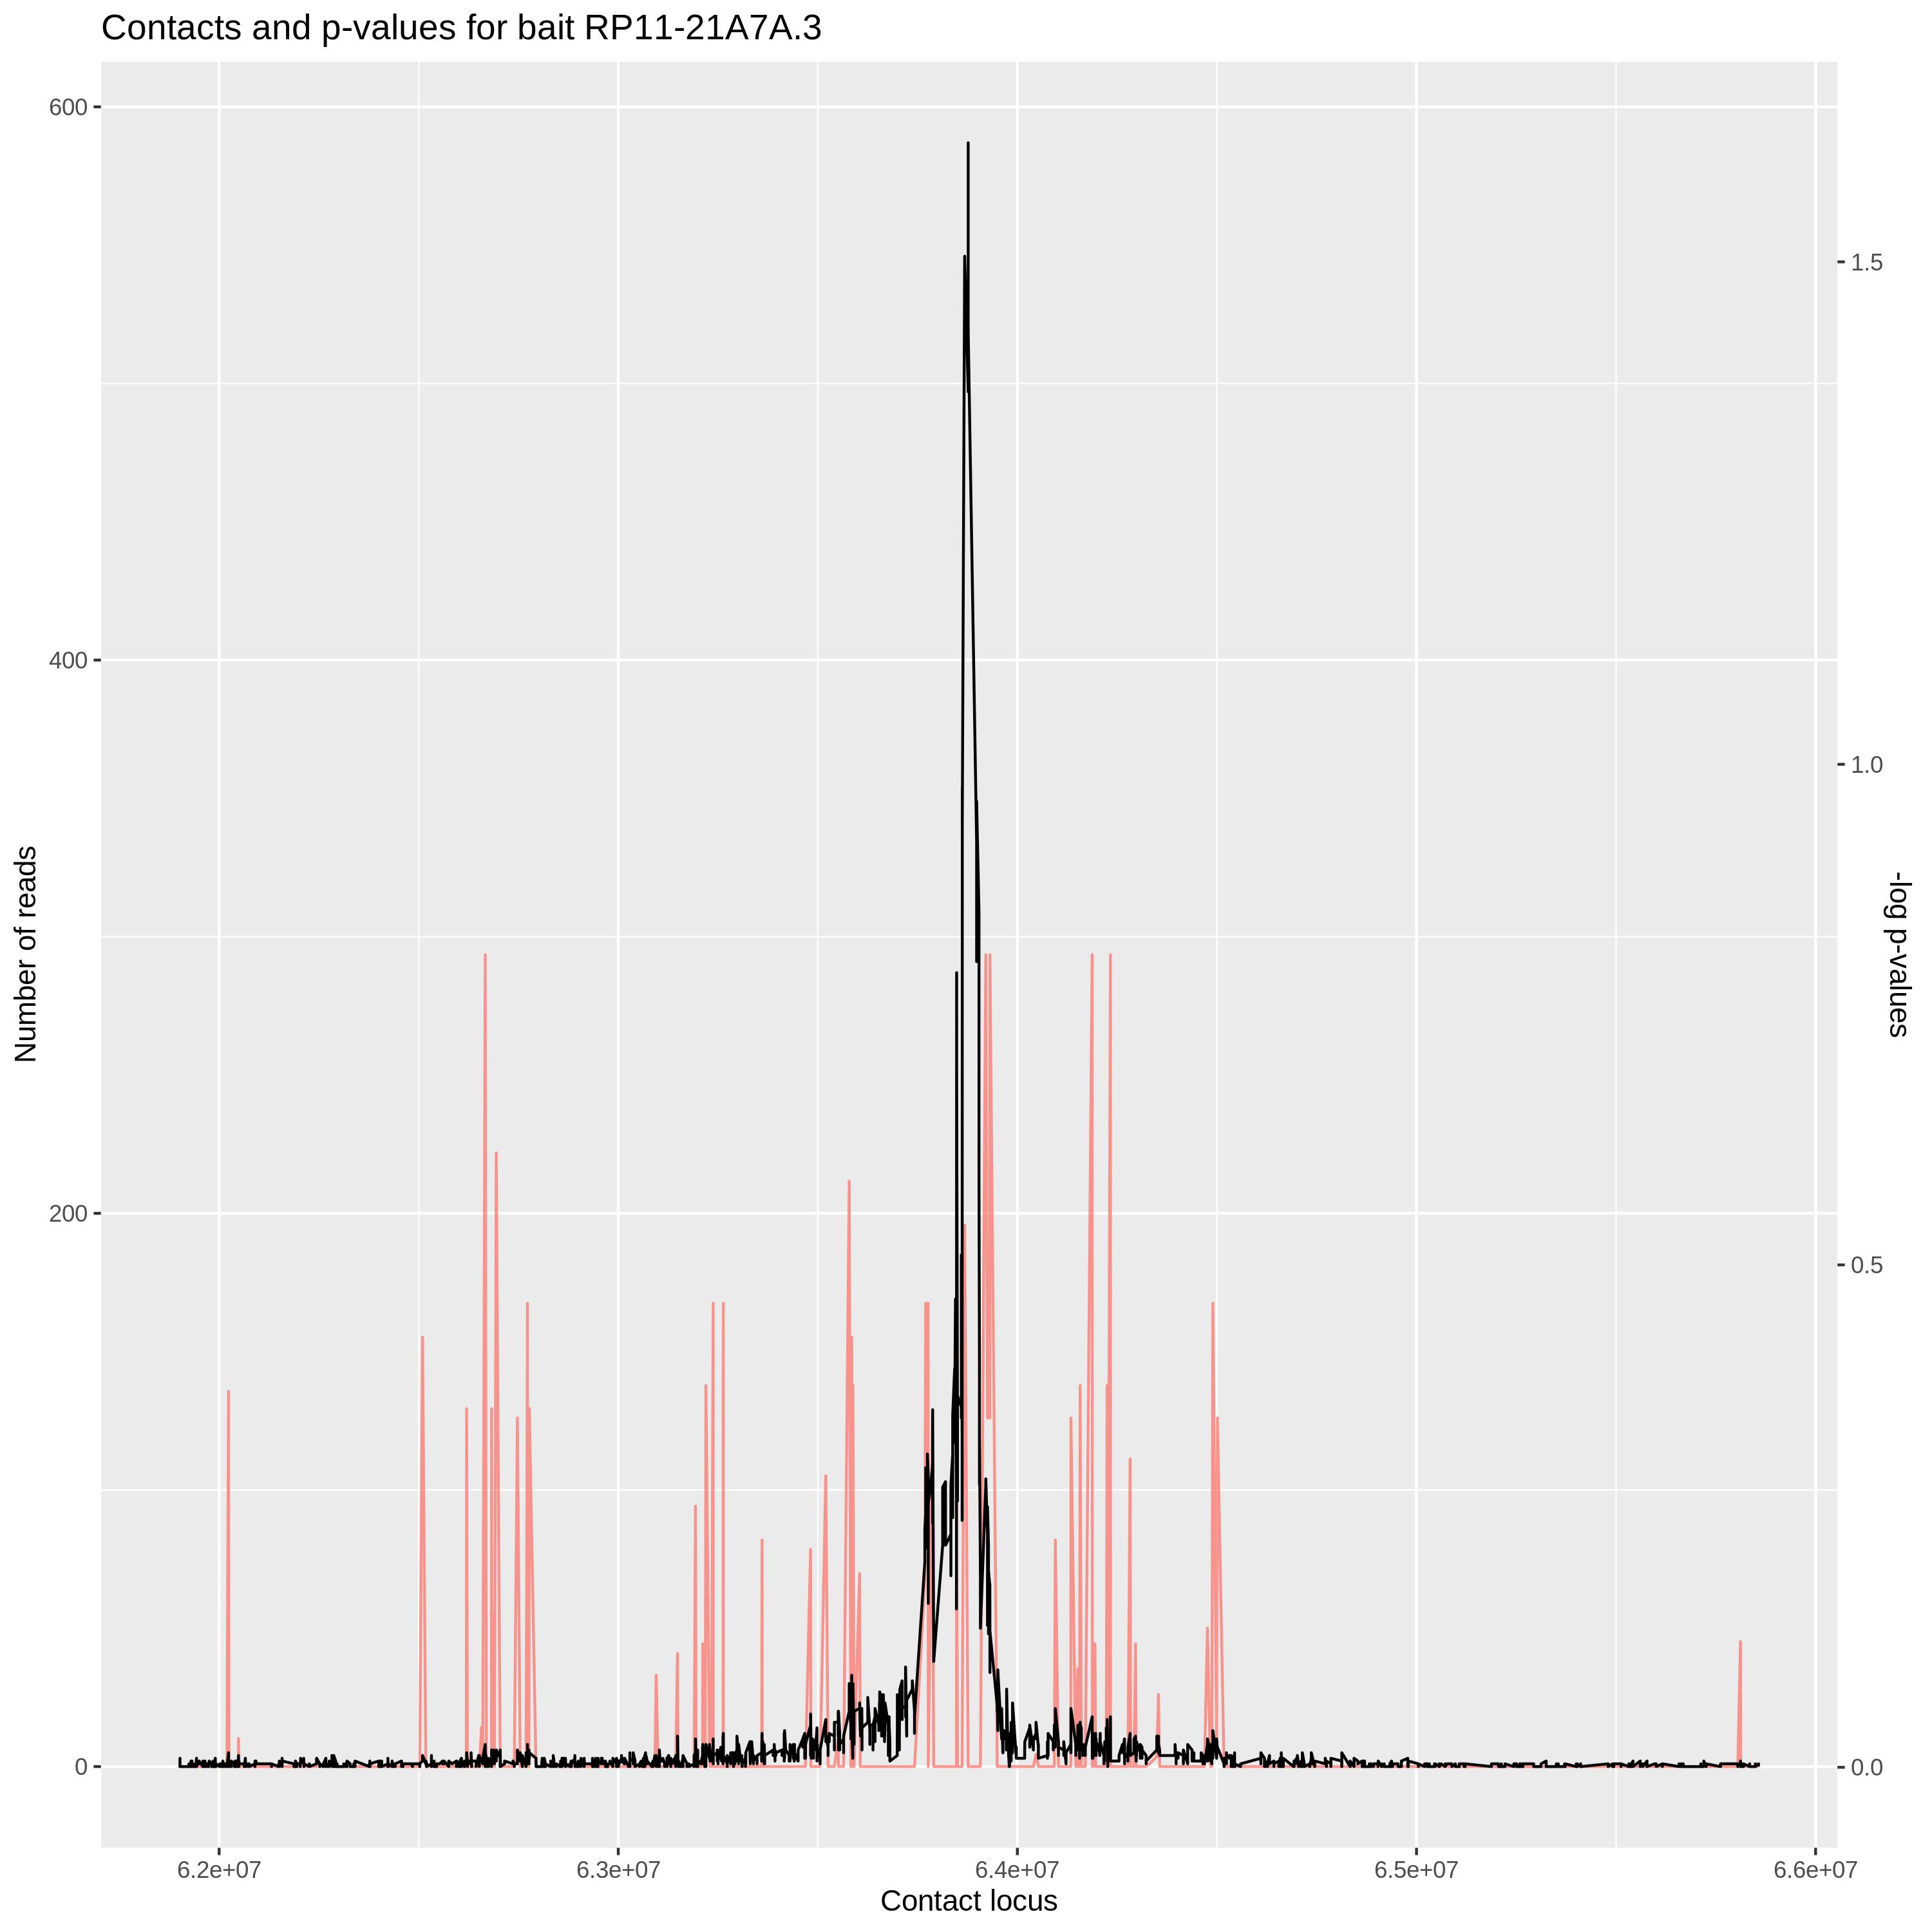 Contacts and p-values for bait RP11-21A7A.3
600
400
200
0
Number of reads
1.5
1.0
0.5
0.0
-log p-values
6.2e+07
6.3e+07
6.4e+07
6.5e+07
6.6e+07
Contact locus